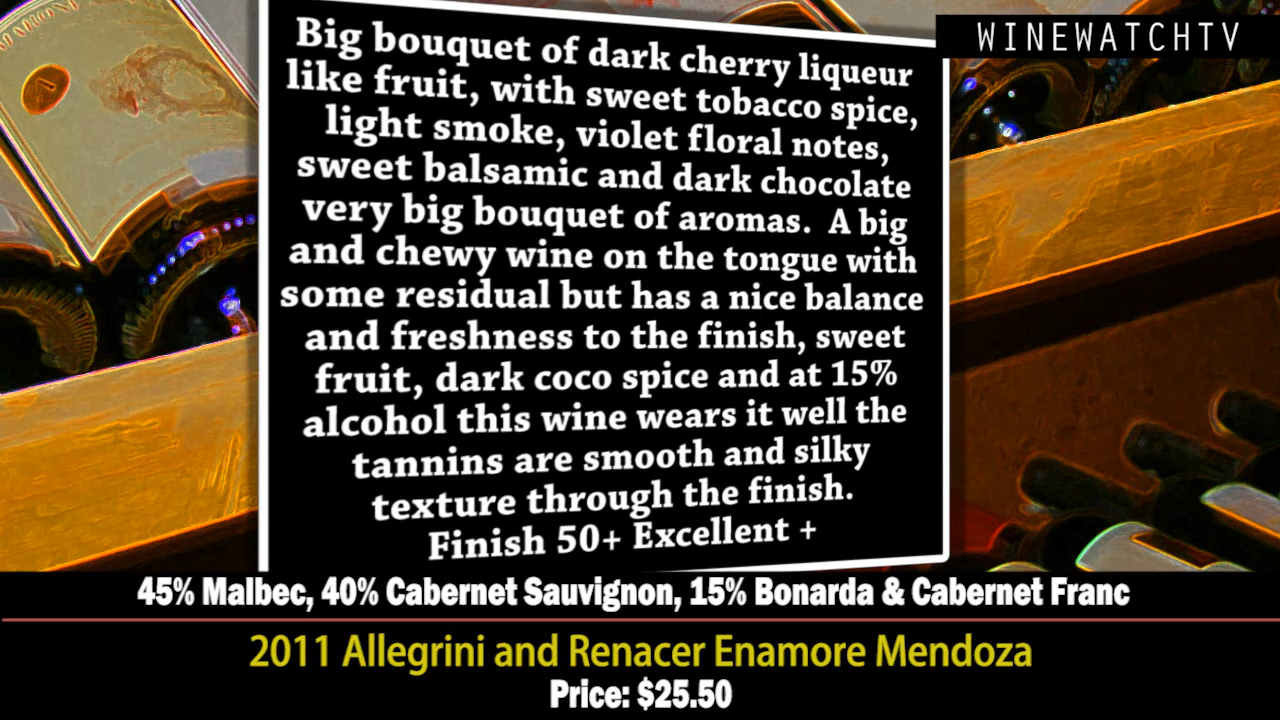 WINEWATCHTV
Big bouquet of dark cherry liqueur
like fruit, with sweet tobacco spice,
light smoke, violet floral notes,
sweet balsamic and dark chocolate
very big bouquet of aromas. A big
and chewy wine on the tongue with
some residual but has a nice balance
and freshness to the finish, sweet
fruit, dark coco spice and at 15%
alcohol this wine wears it well the
tannins are smooth and silky
texture through the finish.
Finish 50+ Excellent +
45% Malbec, 40% Cabernet Sauvignon, 15% Bonarda & Cabernet Franc
2011 Allegrini and Renacer Enamore Mendoza
Price: $25.50